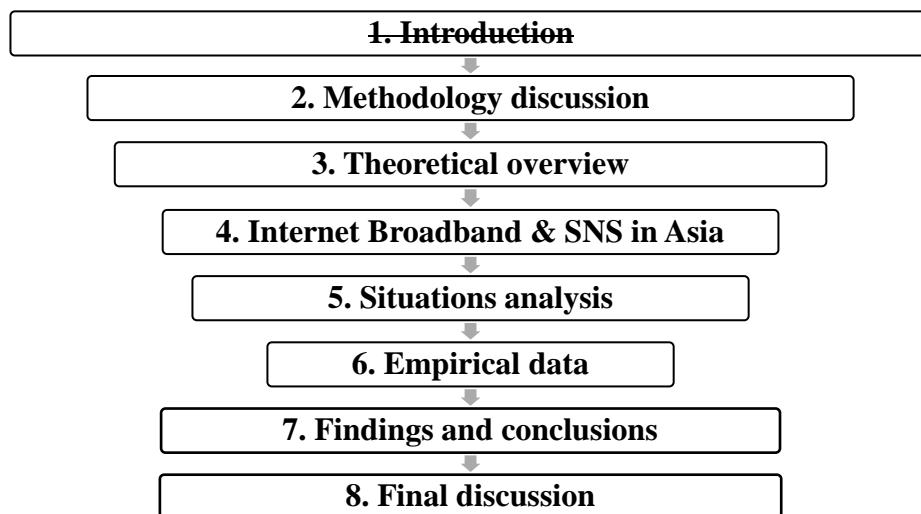 1. Introduction
2. Methodology discussion
3. Theoretical overview
4. Internet Broadband & SNS in Asia
5. Situations analysis
6. Empirical data
7. Findings and conclusions
8. Final discussion